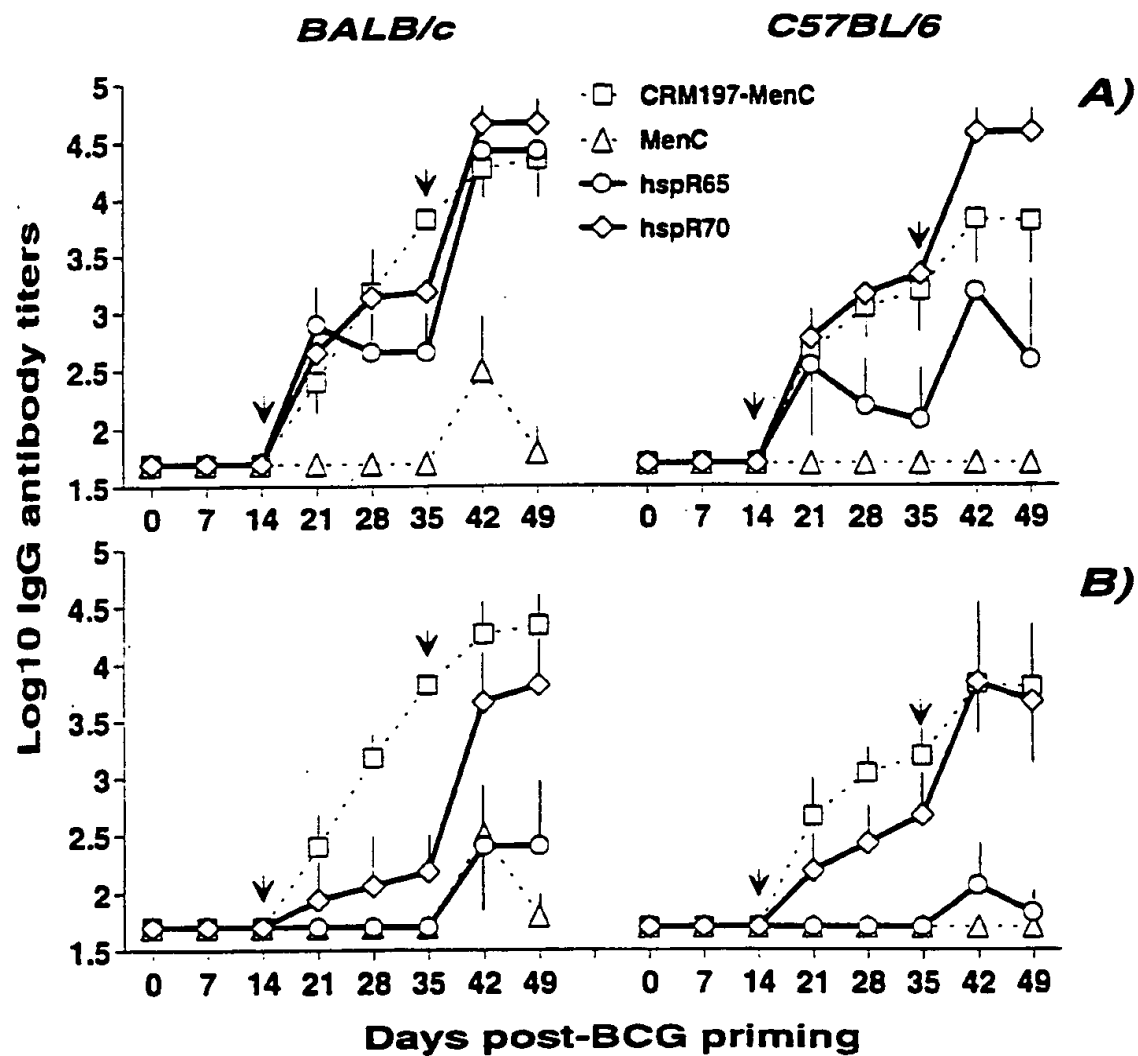 BALB/c
C57BL/6
A)
CRM197-MenC
MenC
hspR65
hspR70
5
4.5
4
3.5
3
2.5
2
1.5
0 7 14 21 28 35 42 49
0 7 14 21 28 35 42 49
B)
5
4.5
4
3.5
3
2.5
2
1.5
0 7 14 21 28 35 42 49
0 7 14 21 28 35 42 49
Log10 IgG antibody titers
Days post-BCG priming